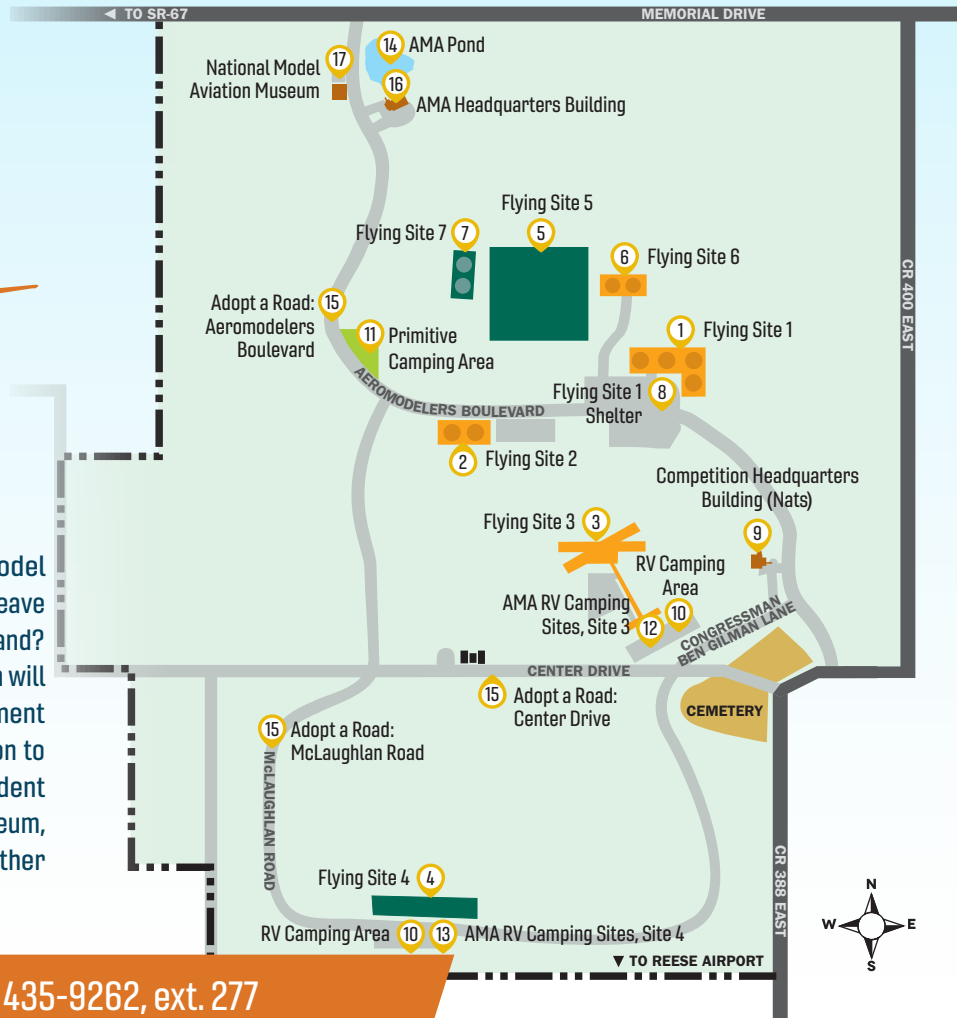 ◄ TO SR-67
MEMORIAL DRIVE
14 AMA Pond
17
National Model
Aviation Museum
16
AMA Headquarters Building
Flying Site 5
5
Flying Site 7 7
6 Flying Site 6
CR 400 EAST
15
Adopt a Road:
Aeromodelers
Boulevard
11 Primitive
Camping Area
1 Flying Site 1
AEROMODELERS BOULEVARD
Flying Site 1
Shelter
8
2 Flying Site 2
Competition Headquarters
Building (Nats)
9
Flying Site 3 3
RV Camping
Area
10
AMA RV Camping
Sites, Site 3
12
CONGRESSMAN
BEN GILMAN LANE
CENTER DRIVE
15 Adopt a Road:
Center Drive
CEMETERY
15 Adopt a Road:
McLaughlan Road
McLAUGHLAN ROAD
CR 388 EAST
Flying Site 4 4
RV Camping Area 10
13 AMA RV Camping Sites, Site 4
▼ TO REESE AIRPORT
N
W E
S
odel
eave
and?
n will
ment
on to
dent
eum,
ther
435-9262, ext. 277